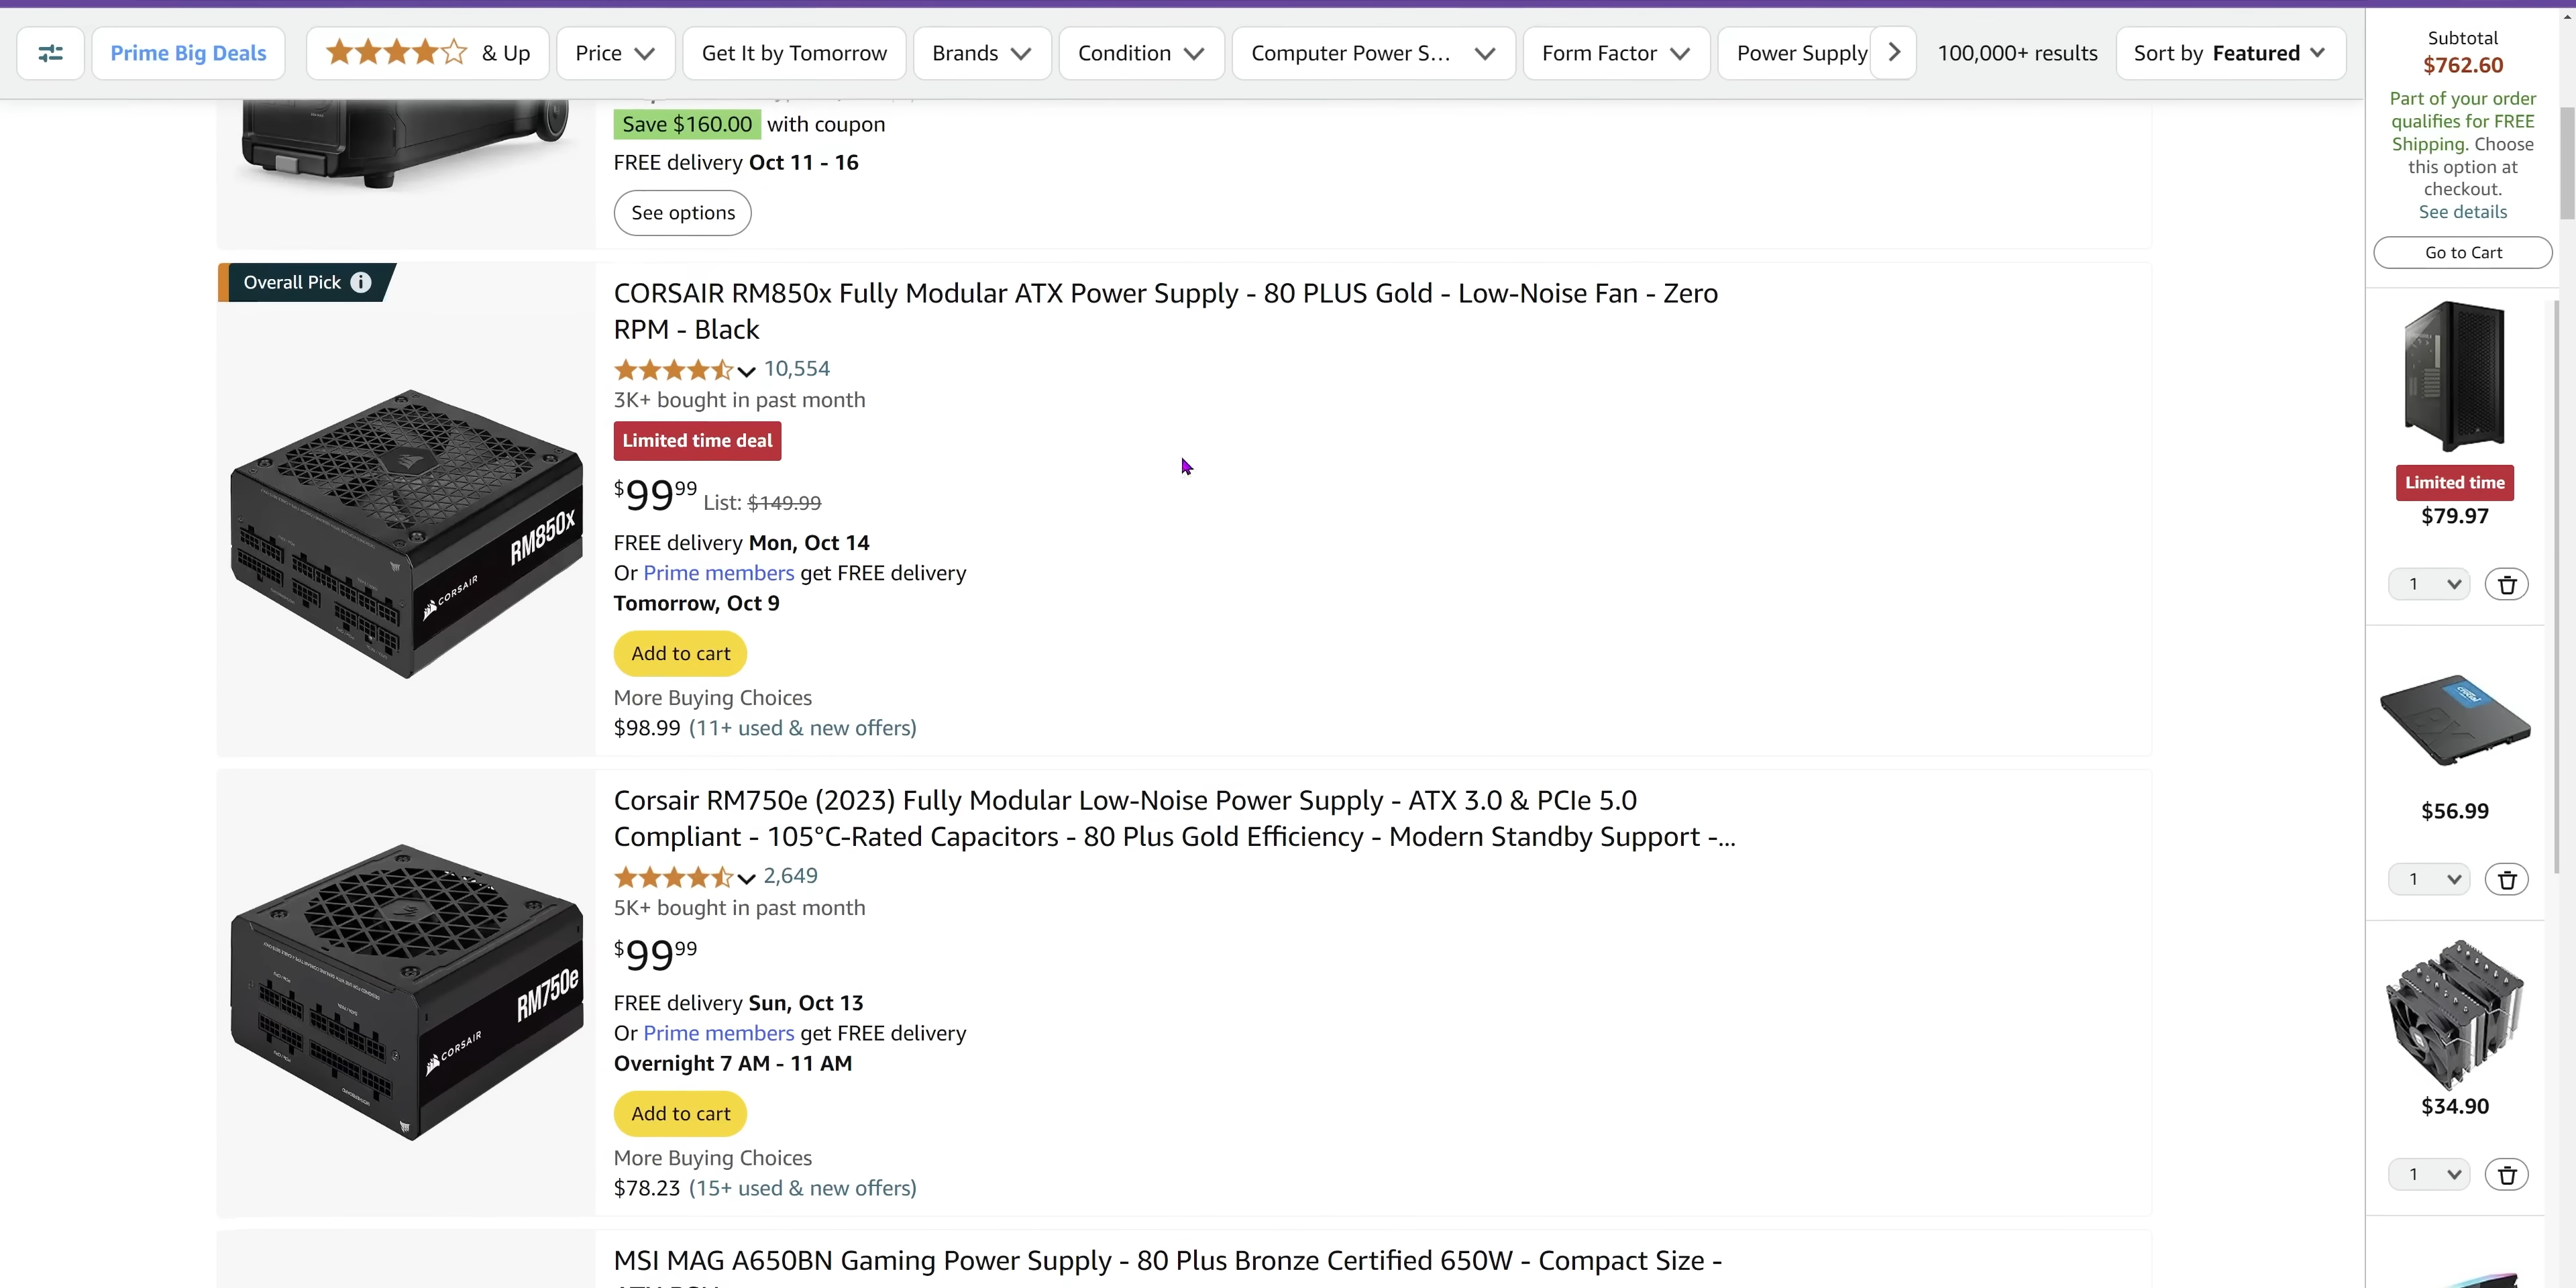 Prime Big Deals
& Up
Price
Get It by Tomorrow
Brands
Condition
Computer Power S...
Form Factor
Power Supply
100,000+ results
Sort by Featured
Save $160.00 with coupon
FREE delivery Oct 11 - 16
See options
Overall Pick
CORSAIR RM850x Fully Modular ATX Power Supply - 80 PLUS Gold - Low-Noise Fan - Zero
RPM - Black
10,554
3K+ bought in past month
Limited time deal
$99.99 List: $149.99
FREE delivery Mon, Oct 14
Or Prime members get FREE delivery
Tomorrow, Oct 9
Add to cart
More Buying Choices
$98.99 (11+ used & new offers)
RM850x
CORSAIR
Corsair RM750e (2023) Fully Modular Low-Noise Power Supply - ATX 3.0 & PCIe 5.0
Compliant - 105°C-Rated Capacitors - 80 Plus Gold Efficiency - Modern Standby Support -...
2,649
5K+ bought in past month
$99.99
FREE delivery Sun, Oct 13
Or Prime members get FREE delivery
Overnight 7 AM - 11 AM
Add to cart
More Buying Choices
$78.23 (15+ used & new offers)
RM750e
CORSAIR
MSI MAG A650BN Gaming Power Supply - 80 Plus Bronze Certified 650W - Compact Size -
Subtotal
$762.60
Part of your order
qualifies for FREE
Shipping. Choose
this option at
checkout.
See details
Go to Cart
Limited time
$79.97
1
crucial
BX
$56.99
1
$34.90
1